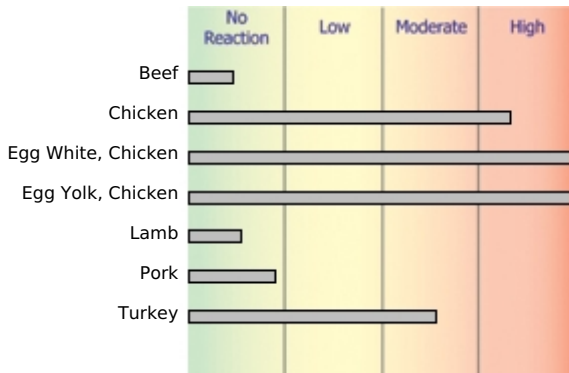 No
Reaction
Low
Moderate
High
Beef
Chicken
Egg White, Chicken
Egg Yolk, Chicken
Lamb
Pork
Turkey